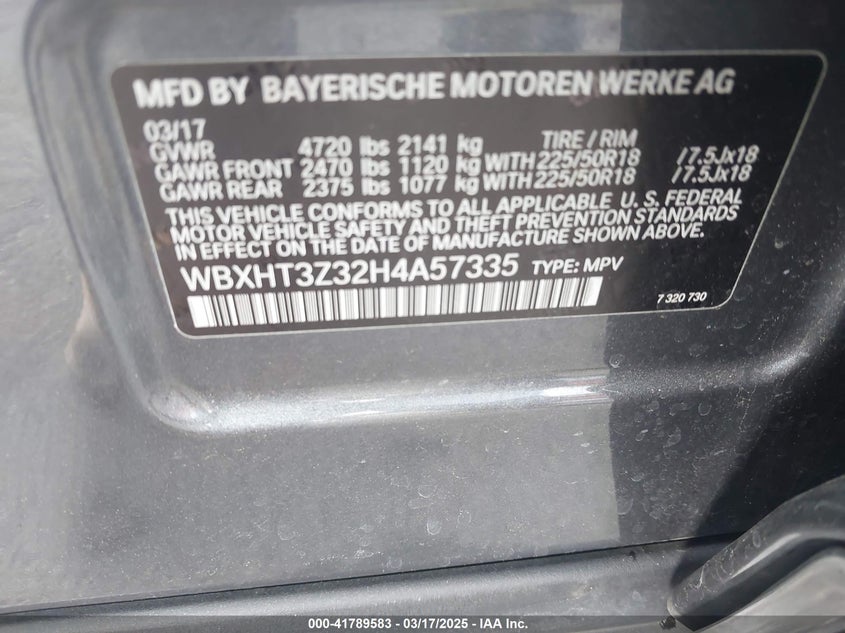 MFD BY BAYERISCHE MOTOREN WERKE AG
03/17
GVWR 4720 lbs 2141 kg TIRE / RIM
GAWR FRONT 2470 lbs 1120 kg WITH 225/50R18 /7.5Jx18
GAWR REAR 2375 lbs 1077 kg WITH 225/50R18 /7.5Jx18
THIS VEHICLE CONFORMS TO ALL APPLICABLE U. S. FEDERAL
MOTOR VEHICLE SAFETY AND THEFT PREVENTION STANDARDS
IN EFFECT ON THE DATE OF MANUFACTURE SHOWN ABOVE.
WBXHT3Z32H4A57335 TYPE: MPV
7 320 730
000-41789583 - 03/17/2025 - IAA Inc.